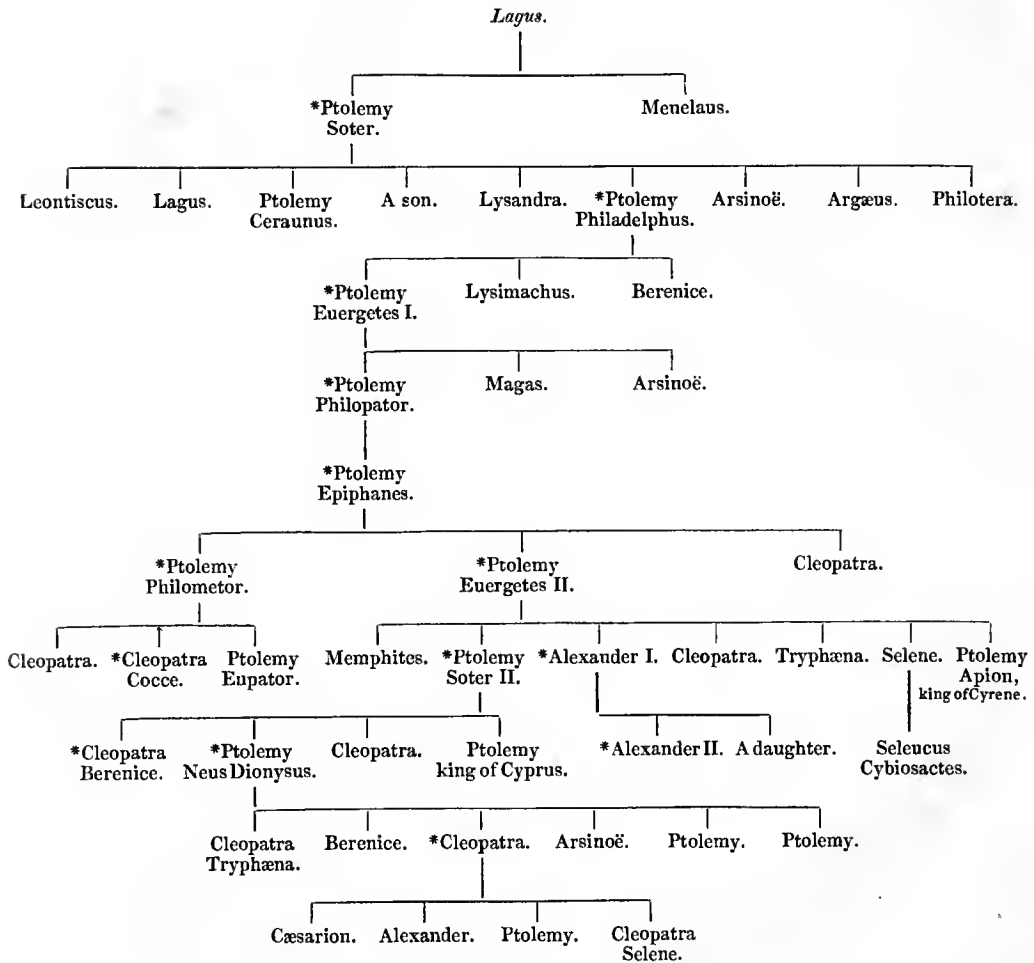 Lagus.
*Ptolemy Soter.
Menelaus.
Leontiscus.
Lagus.
Ptolemy Ceraunus.
A son.
Lysandra.
*Ptolemy Philadelphus.
Arsinoë.
Argæus.
Philotera.
*Ptolemy Euergetes I.
Lysimachus.
Berenice.
*Ptolemy Philopator.
Magas.
Arsinoë.
*Ptolemy Epiphanes.
*Ptolemy Philometor.
*Ptolemy Euergetes II.
Cleopatra.
Cleopatra.
*Cleopatra Cocce.
Ptolemy Eupator.
Memphites.
*Ptolemy Soter II.
*Alexander I.
Cleopatra.
Tryphæna.
Selene.
Ptolemy Apion, king of Cyrene.
*Cleopatra Berenice.
*Ptolemy Neus Dionysus.
Cleopatra.
Ptolemy king of Cyprus.
*Alexander II.
A daughter.
Seleucus Cybiosactes.
Cleopatra Tryphæna.
Berenice.
*Cleopatra.
Arsinoë.
Ptolemy.
Ptolemy.
Cæsarion.
Alexander.
Ptolemy.
Cleopatra Selene.